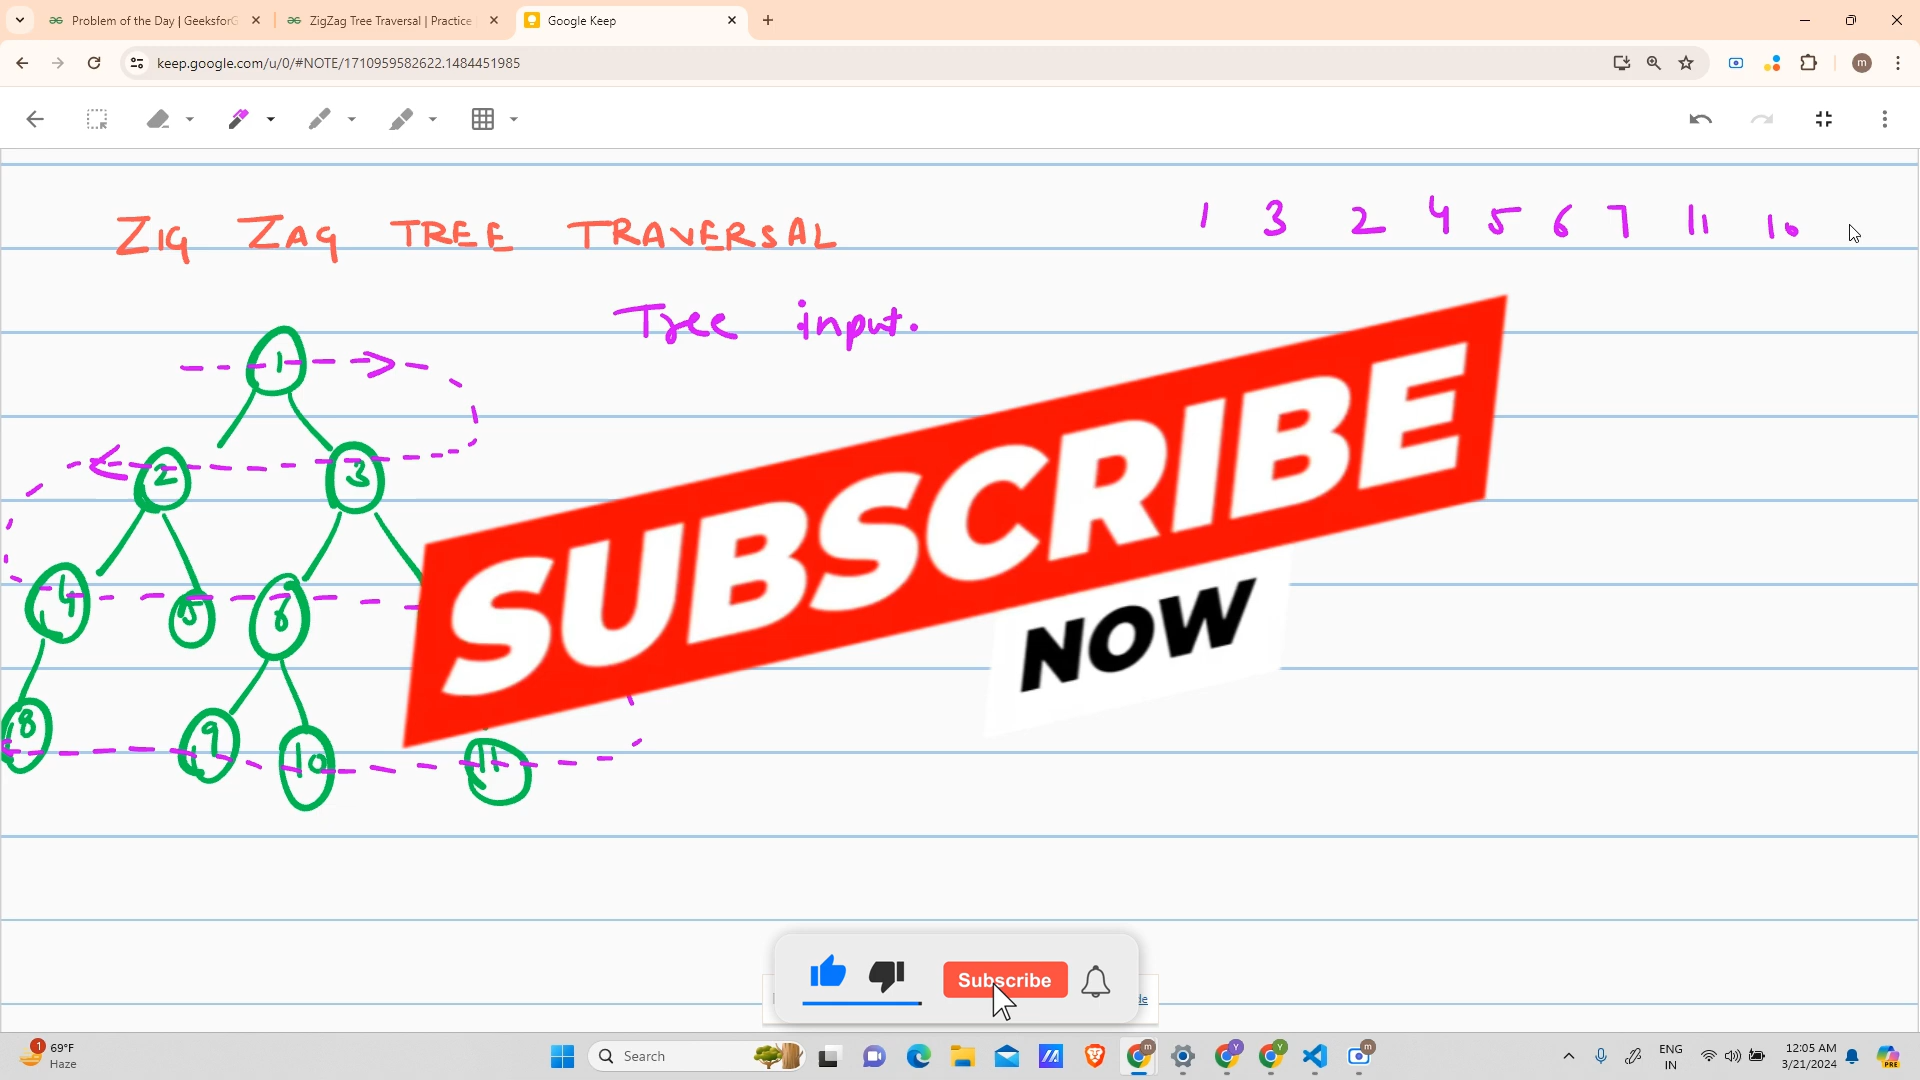 Problem of the Day | GeeksforG
ZigZag Tree Traversal | Practice
Google Keep
keep.google.com/u/0/#NOTE/1710959582622.1484451985
m
ZIG ZAG TREE TRAVERSAL
1 3 2 4 5 6 7 11 10
Tree input.
1
2 3
4 5 6
8 9 10 11
SUBSCRIBE
NOW
Subscribe
de
1
69°F
Haze
Search
m
Y
Y
m
ENG
IN
12:05 AM
3/21/2024
PRE